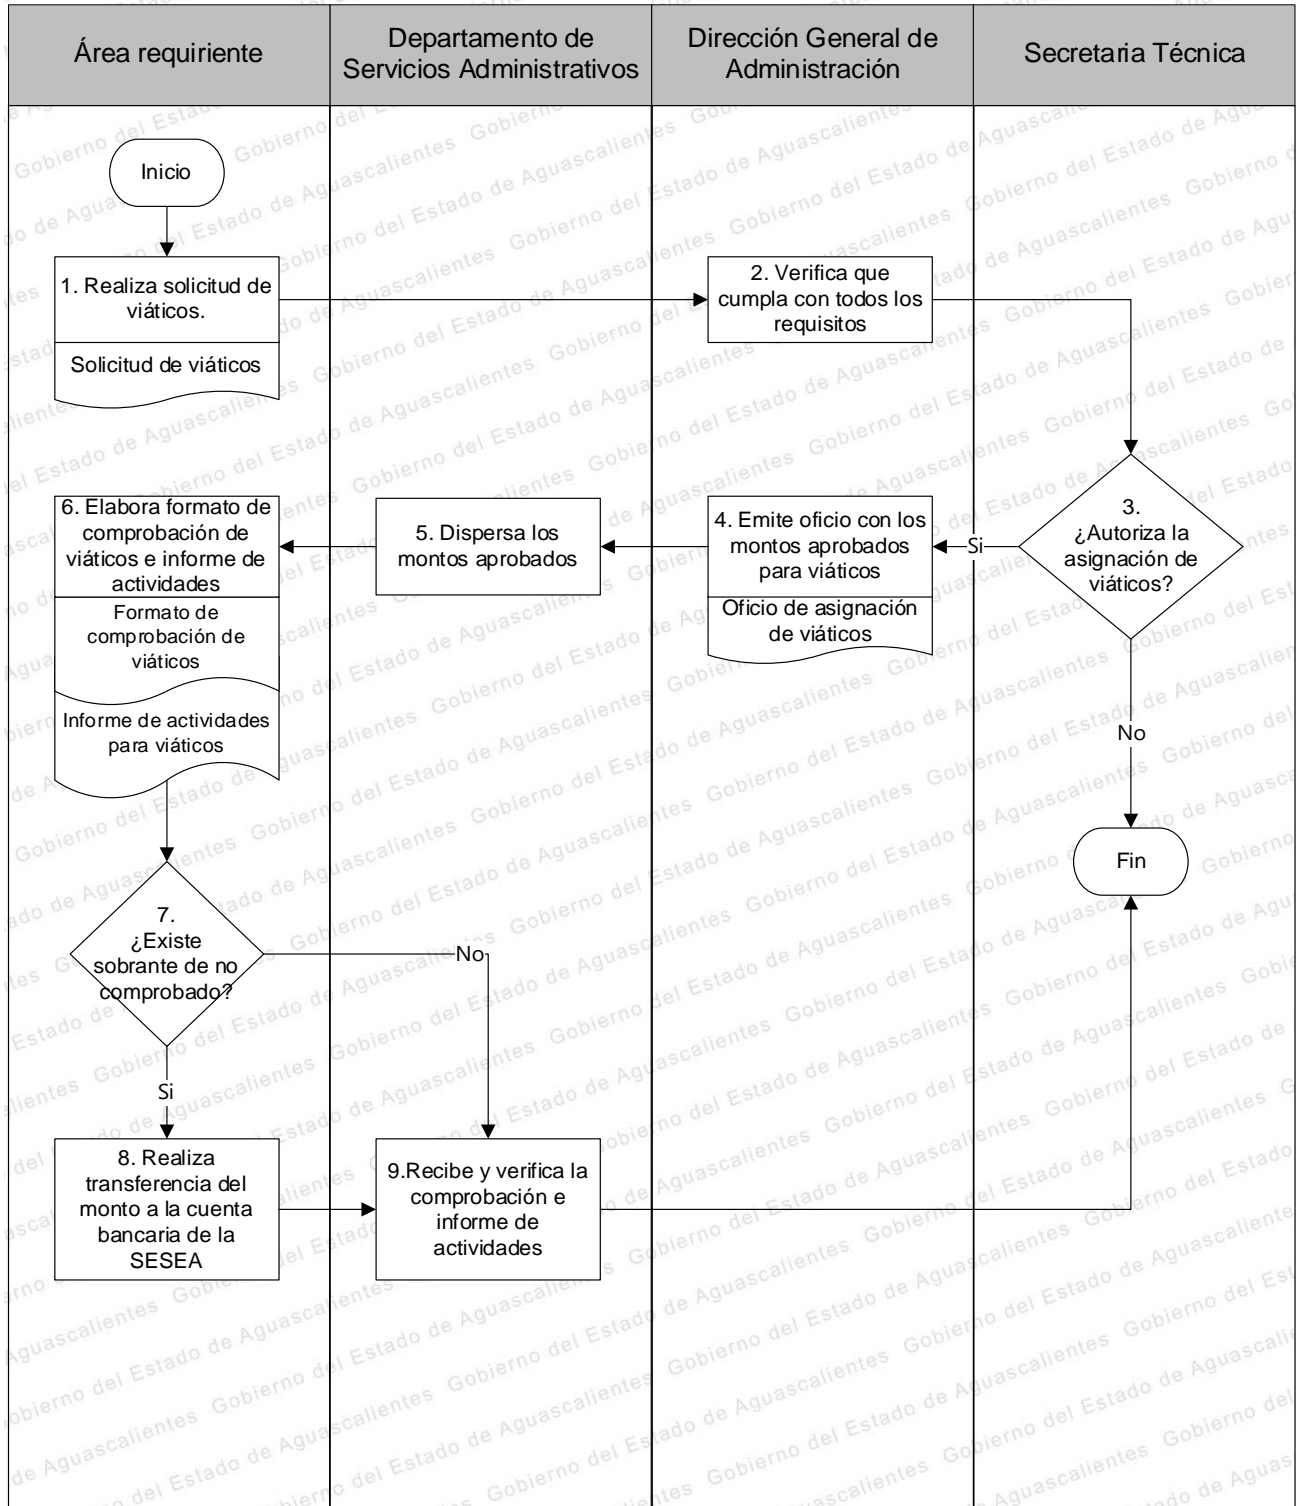 Área requiriente
Departamento de
Servicios Administrativos
Dirección General de
Administración
Secretaria Técnica
Inicio
1. Realiza solicitud de
viáticos.
Solicitud de viáticos
2. Verifica que
cumpla con todos los
requisitos
3.
¿Autoriza la
asignación de
viáticos?
Si
No
4. Emite oficio con los
montos aprobados
para viáticos
Oficio de asignación
de viáticos
5. Dispersa los
montos aprobados
6. Elabora formato de
comprobación de
viáticos e informe de
actividades
Formato de
comprobación de
viáticos
Informe de actividades
para viáticos
7.
¿Existe
sobrante de no
comprobado?
No
Si
8. Realiza
transferencia del
monto a la cuenta
bancaria de la
SESEA
9.Recibe y verifica la
comprobación e
informe de
actividades
Fin
Gobierno del Estado de Aguascalientes